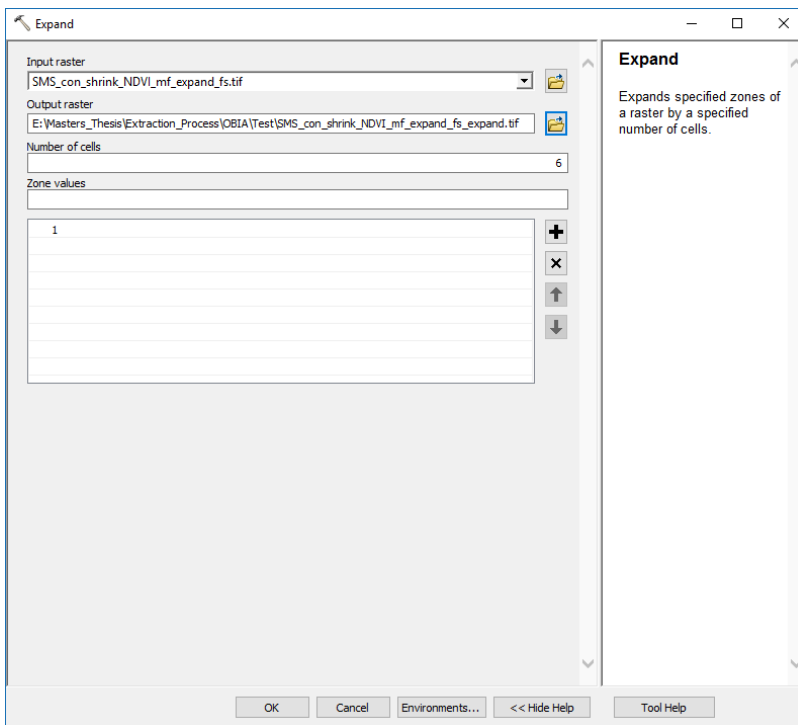 Expand
Input raster
SMS_con_shrink_NDVI_mf_expand_fs.tif
Output raster
E:\Masters_Thesis\Extraction_Process\OBIA\Test\SMS_con_shrink_NDVI_mf_expand_fs_expand.tif
Number of cells
6
Zone values
1
Expand
Expands specified zones of
a raster by a specified
number of cells.
OK
Cancel
Environments...
<< Hide Help
Tool Help